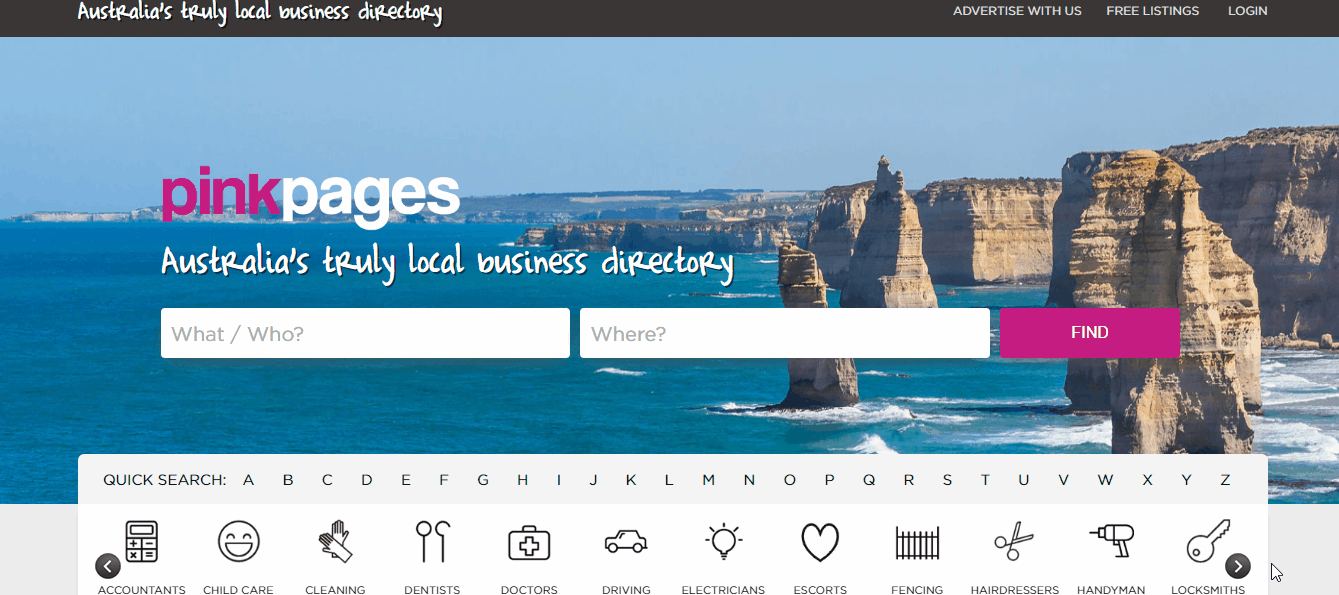 Australia's truly local business directory
ADVERTISE WITH US FREE LISTINGS LOGIN
pinkpages
Australia's truly local business directory
What / Who? Where? FIND
QUICK SEARCH: A B C D E F G H I J K L M N O P Q R S T U V W X Y Z
ACCOUNTANTS CHILD CARE CLEANING DENTISTS DOCTORS DRIVING ELECTRICIANS ESCORTS FENCING HAIRDRESSERS HANDYMAN LOCKSMITHS